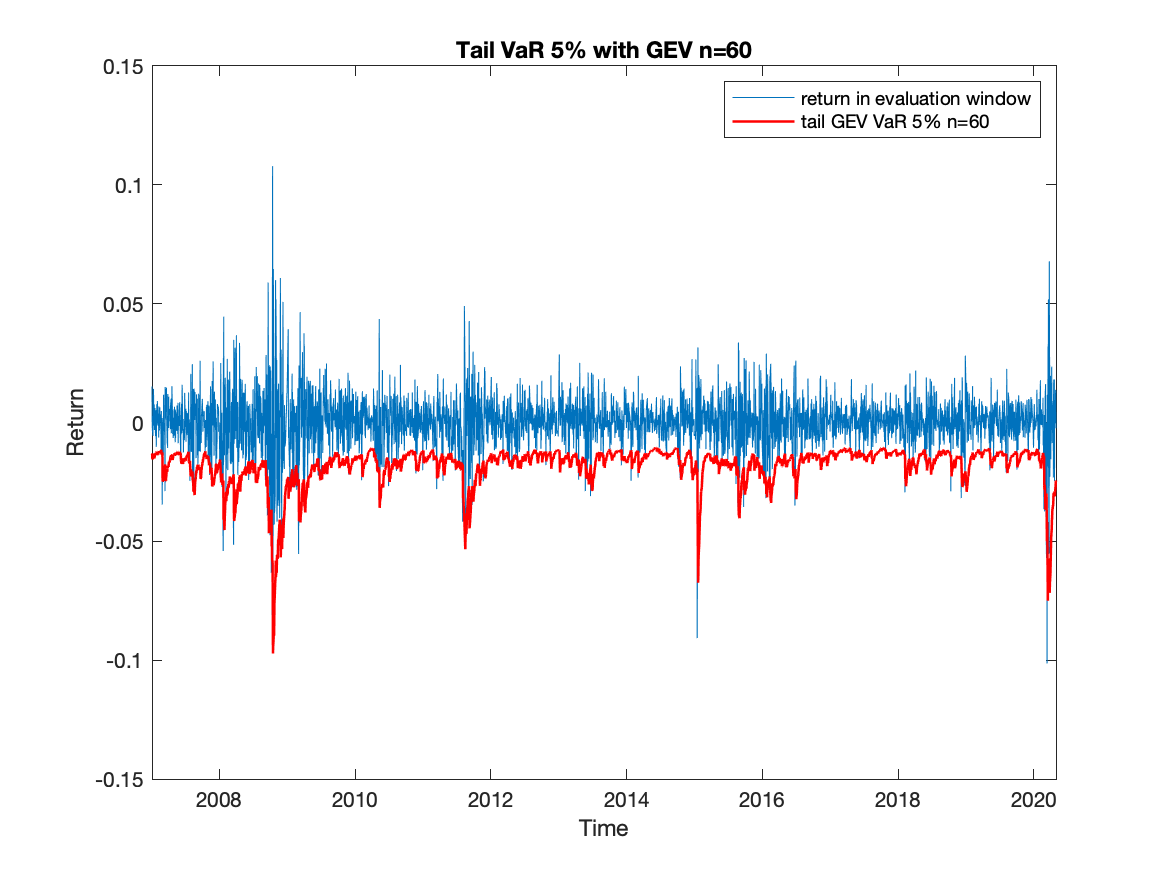 Tail VaR 5% with GEV n=60
return in evaluation window
tail GEV VaR 5% n=60
0.15
0.1
0.05
0
-0.05
-0.1
-0.15
Return
2008 2010 2012 2014 2016 2018 2020
Time